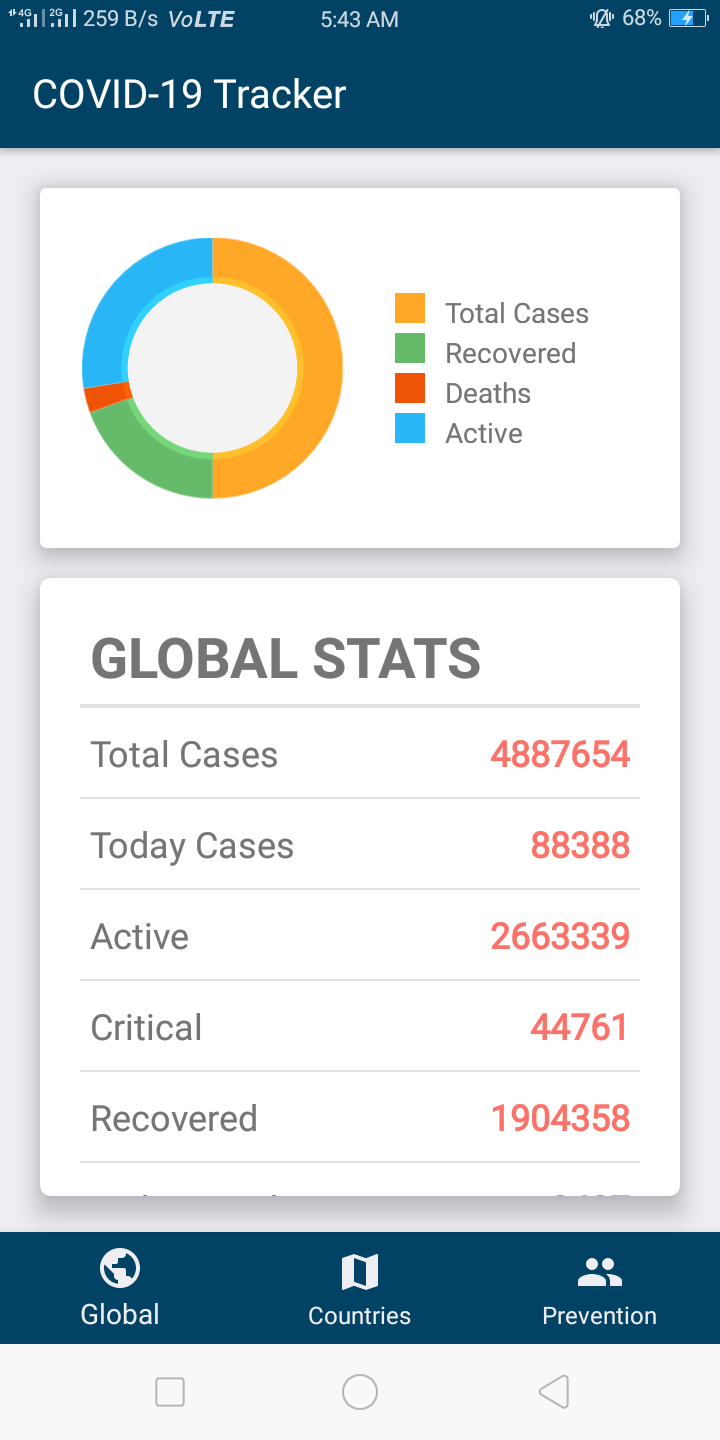 4G 2G 259 B/s VoLTE 5:43 AM 68%
COVID-19 Tracker
Total Cases
Recovered
Deaths
Active
GLOBAL STATS
Total Cases 4887654
Today Cases 88388
Active 2663339
Critical 44761
Recovered 1904358
Global Countries Prevention